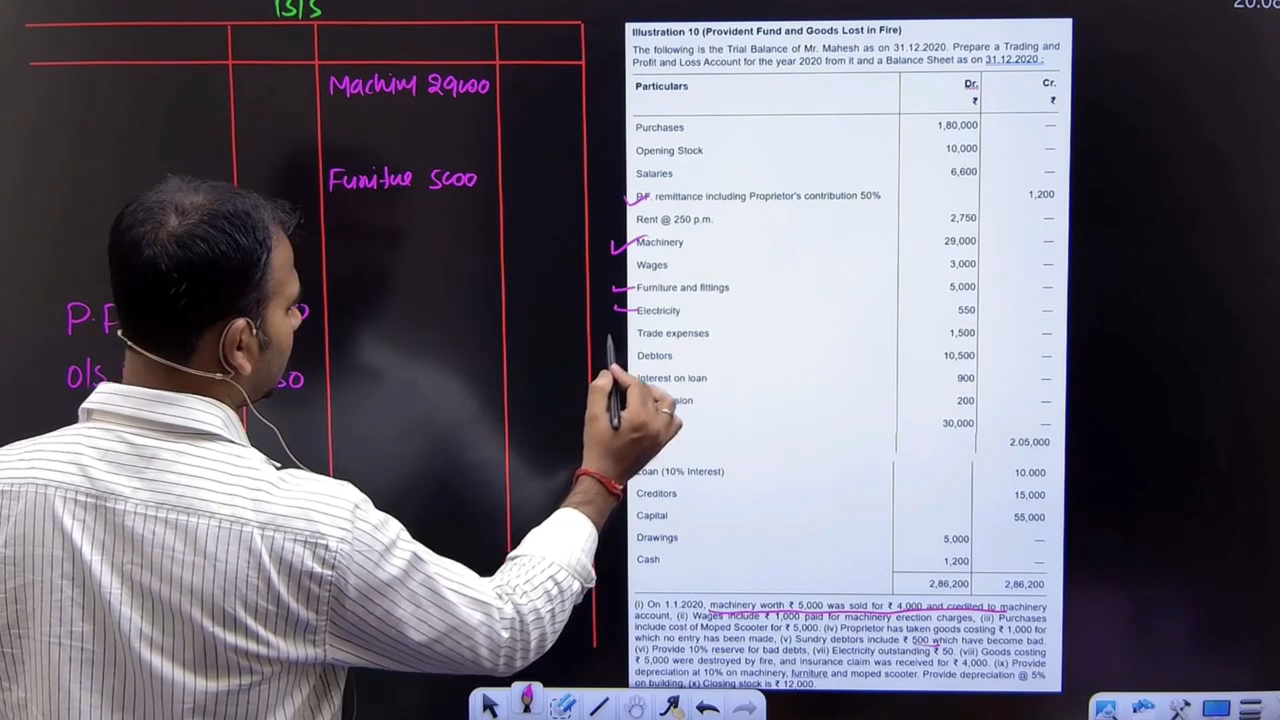 B/S
20:08
Machinery 29000
Furniture 5000
P.F
O/S
Illustration 10 (Provident Fund and Goods Lost in Fire)
The following is the Trial Balance of Mr. Mahesh as on 31.12.2020. Prepare a Trading and
Profit and Loss Account for the year 2020 from it and a Balance Sheet as on 31.12.2020 :
Particulars Dr. Cr.
₹ ₹
Purchases 1,80,000 —
Opening Stock 10,000 —
Salaries 6,600 —
P.F. remittance including Proprietor's contribution 50% 1,200
Rent @ 250 p.m. 2,750 —
Machinery 29,000 —
Wages 3,000 —
Furniture and fittings 5,000 —
Electricity 550 —
Trade expenses 1,500 —
Debtors 10,500 —
Interest on loan 900 —
200 —
30,000 —
2.05,000
Loan (10% Interest) 10.000
Creditors 15,000
Capital 55,000
Drawings 5,000 —
Cash 1,200 —
2,86,200 2,86,200
(i) On 1.1.2020, machinery worth ₹ 5,000 was sold for ₹ 4,000 and credited to machinery
account, (ii) Wages include ₹ 1,000 paid for machinery erection charges, (iii) Purchases
include cost of Moped Scooter for ₹ 5,000. (iv) Proprietor has taken goods costing ₹ 1,000 for
which no entry has been made, (v) Sundry debtors include ₹ 500 which have become bad.
(vi) Provide 10% reserve for bad debts, (vii) Electricity outstanding ₹ 50. (viii) Goods costing
₹ 5,000 were destroyed by fire, and insurance claim was received for ₹ 4,000. (ix) Provide
depreciation at 10% on machinery, furniture and moped scooter. Provide depreciation @ 5%
on building. (x) Closing stock is ₹ 12,000.